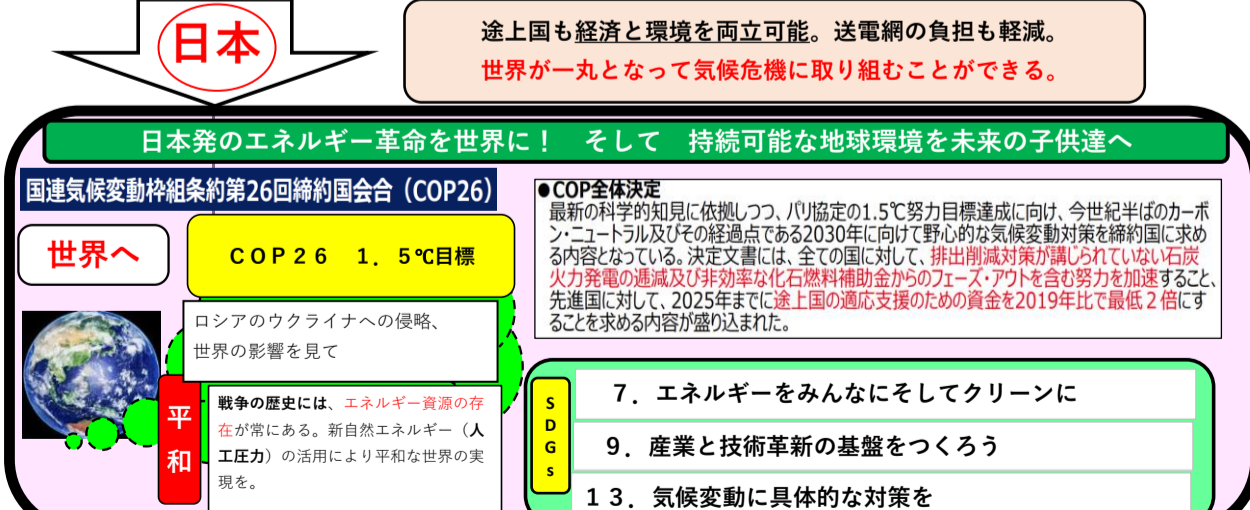 日本
途上国も経済と環境を両立可能。送電網の負担も軽減。
世界が一丸となって気候危機に取り組むことができる。
日本発のエネルギー革命を世界に！　そして　持続可能な地球環境を未来の子供達へ
国連気候変動枠組条約第26回締約国会合（COP26）
世界へ
ＣＯＰ２６　１．５℃目標
ロシアのウクライナへの侵略、
世界の影響を見て
平和
戦争の歴史には、エネルギー資源の存
在が常にある。新自然エネルギー（人
工圧力）の活用により平和な世界の実
現を。
●COP全体決定
最新の科学的知見に依拠しつつ、パリ協定の1.5℃努力目標達成に向け、今世紀半ばのカーボ
ン・ニュートラル及びその経過点である2030年に向けて野心的な気候変動対策を締約国に求め
る内容となっている。決定文書には、全ての国に対して、排出削減対策が講じられていない石炭
火力発電の逓減及び非効率な化石燃料補助金からのフェーズ・アウトを含む努力を加速すること、
先進国に対して、2025年までに途上国の適応支援のための資金を2019年比で最低２倍にす
ることを求める内容が盛り込まれた。
SDGs
７．エネルギーをみんなにそしてクリーンに
９．産業と技術革新の基盤をつくろう
１３．気候変動に具体的な対策を